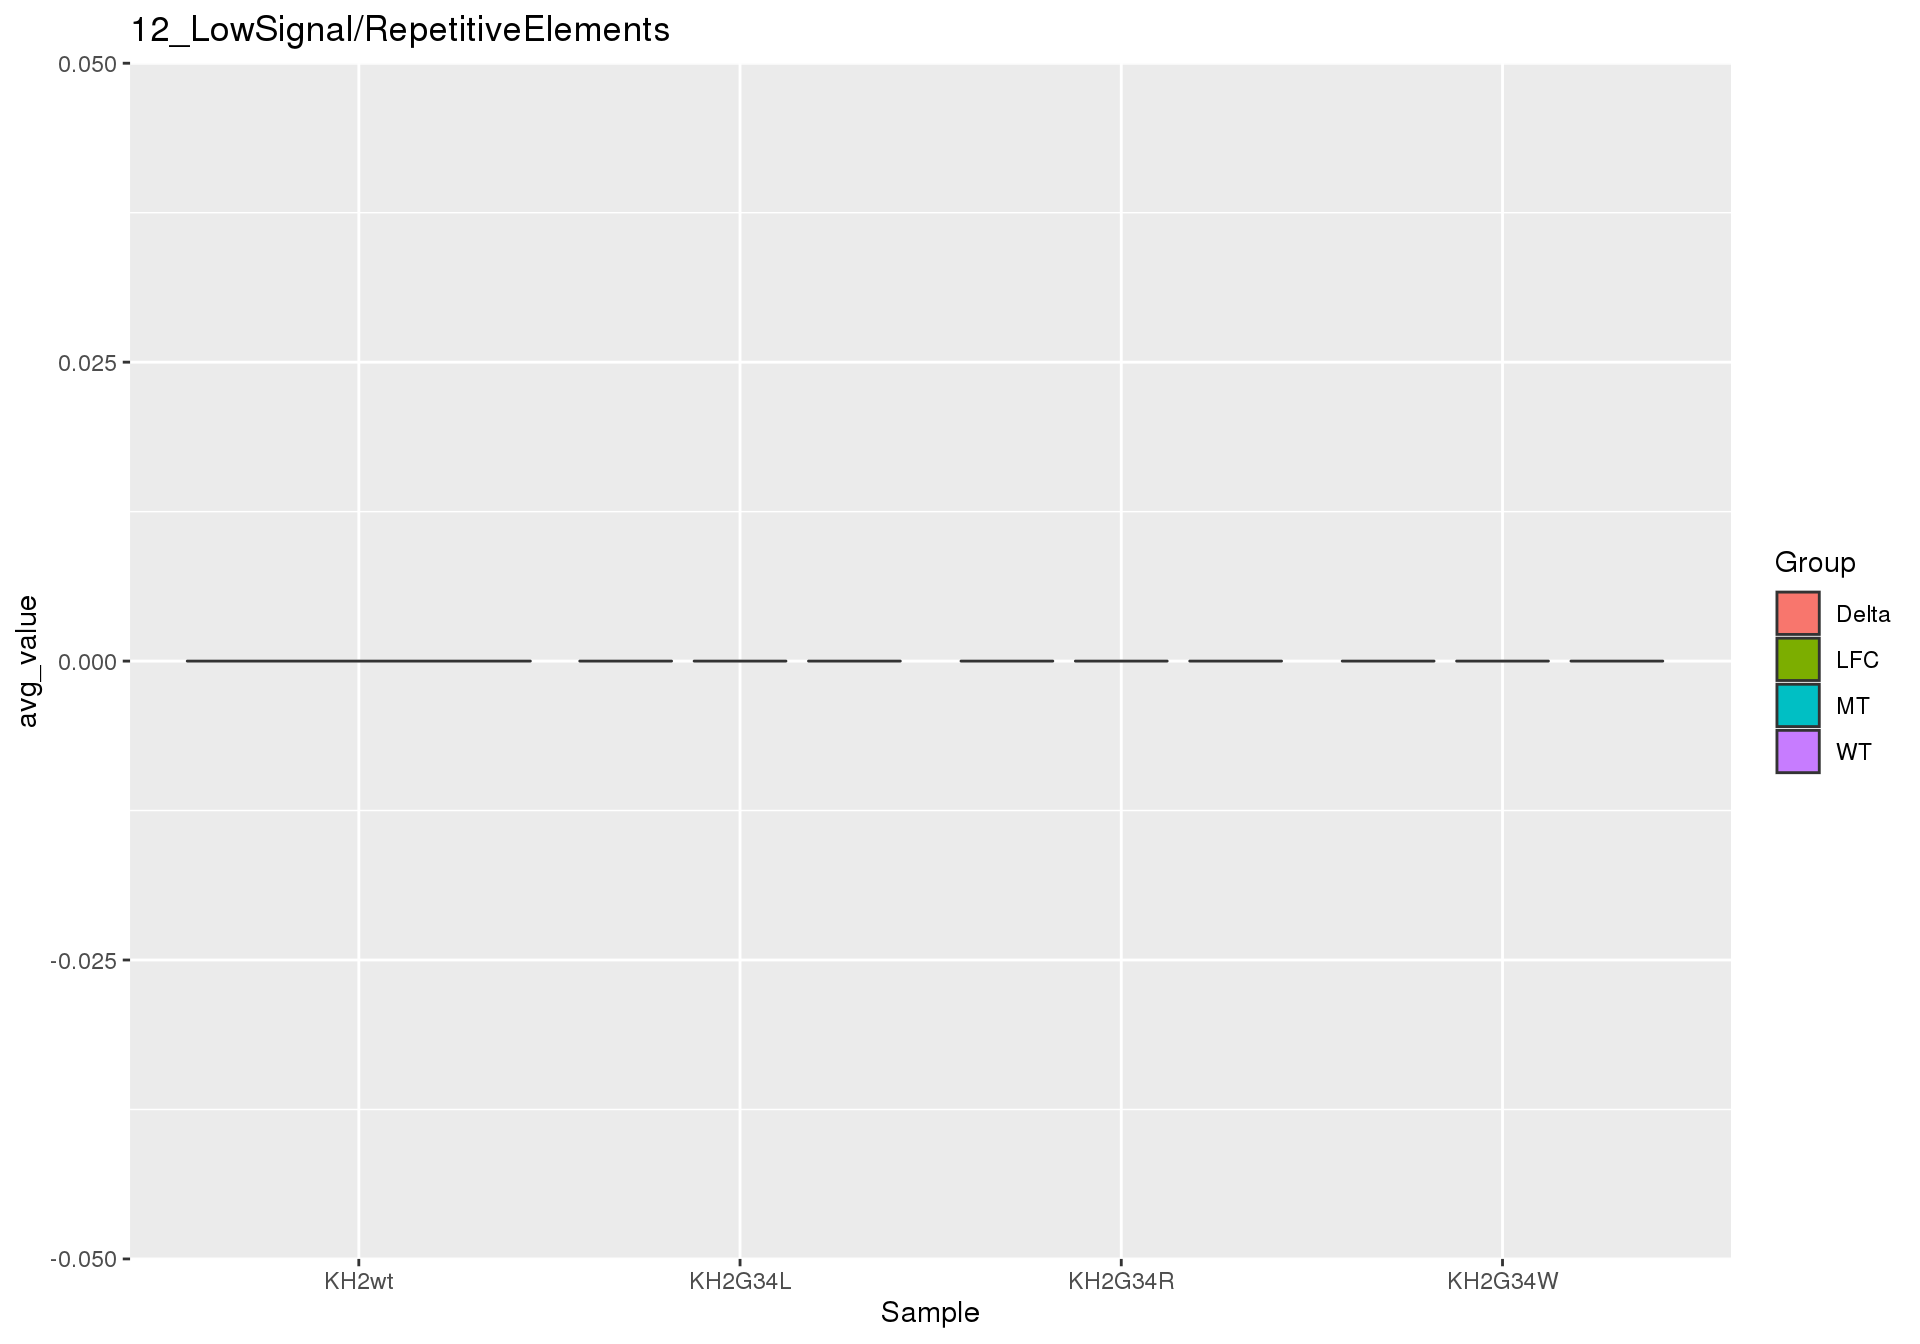 12_LowSignal/RepetitiveElements
0.050
0.025
0.000
-0.025
-0.050
avg_value
KH2wt
KH2G34L
KH2G34R
KH2G34W
Sample
Group
Delta
LFC
MT
WT